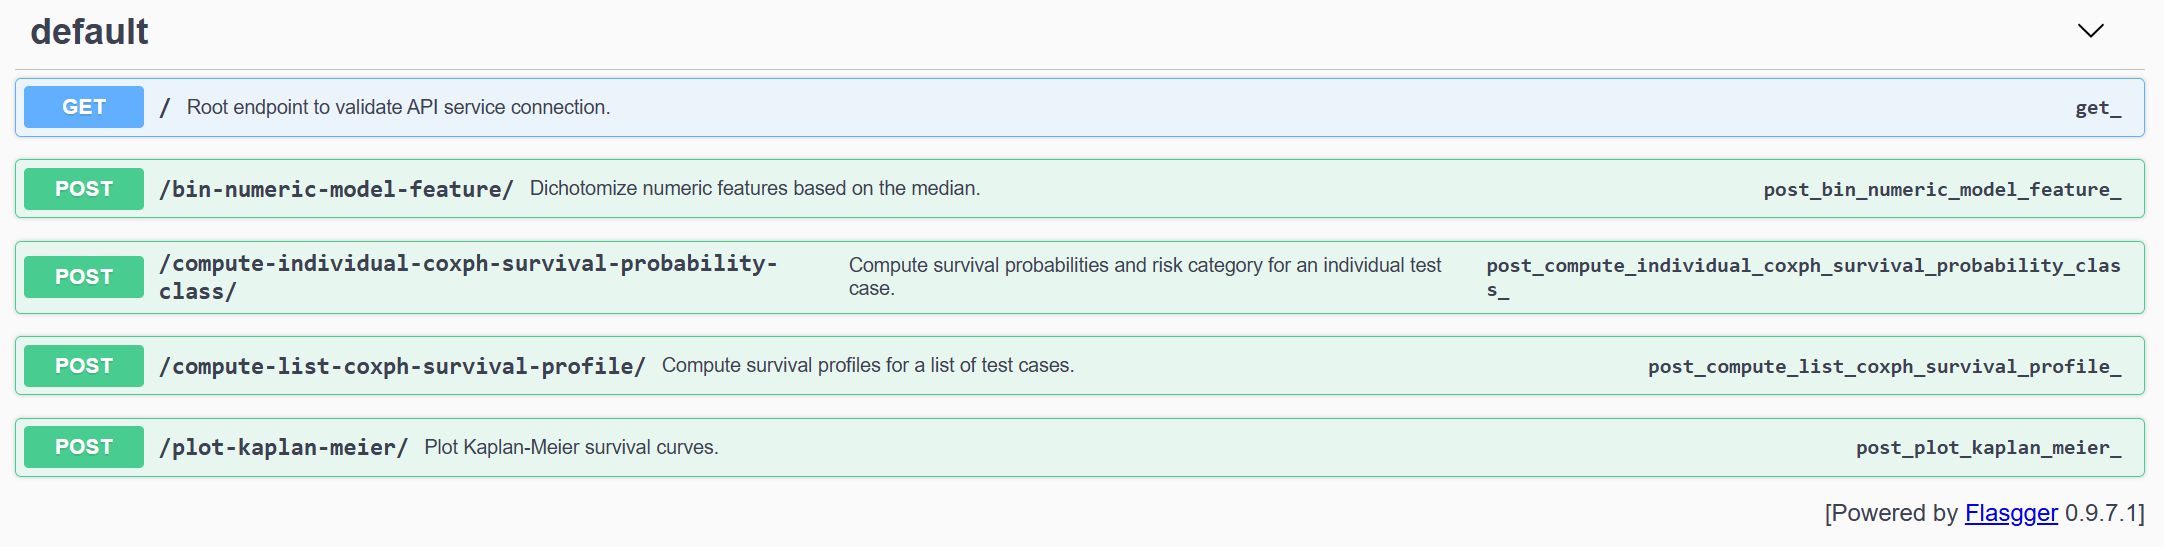 default
GET / Root endpoint to validate API service connection. get_
POST /bin-numeric-model-feature/ Dichotomize numeric features based on the median. post_bin_numeric_model_feature_
POST /compute-individual-coxph-survival-probability-
class/
Compute survival probabilities and risk category for an individual test
case.
post_compute_individual_coxph_survival_probability_clas
s_
POST /compute-list-coxph-survival-profile/ Compute survival profiles for a list of test cases. post_compute_list_coxph_survival_profile_
POST /plot-kaplan-meier/ Plot Kaplan-Meier survival curves. post_plot_kaplan_meier_
[Powered by Flasgger 0.9.7.1]